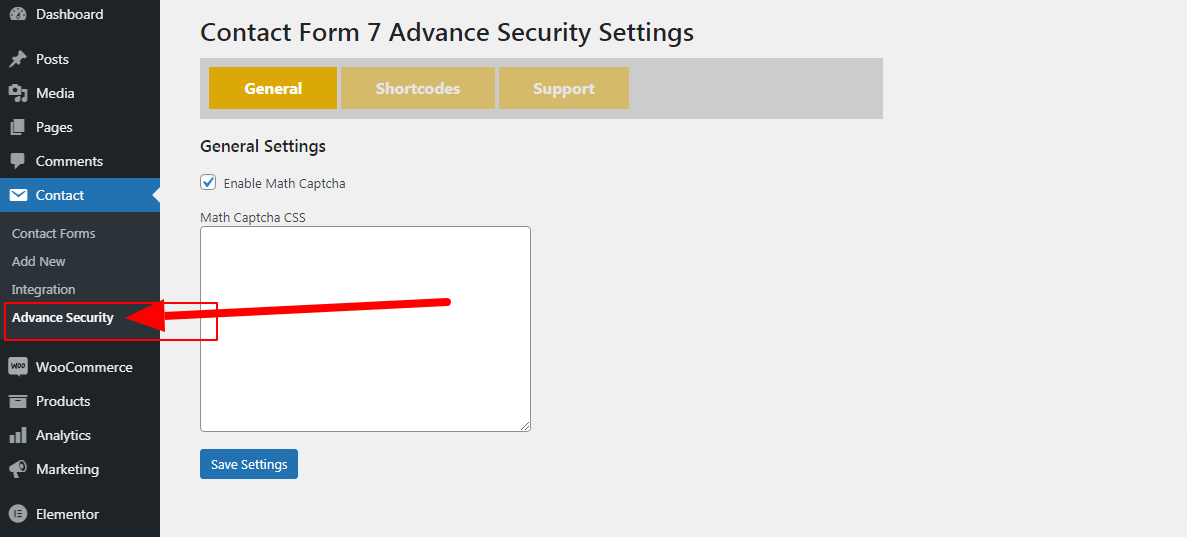 Dashboard
Posts
Media
Pages
Comments
Contact
Contact Forms
Add New
Integration
Advance Security
WOO WooCommerce
Products
Analytics
Marketing
Elementor
Contact Form 7 Advance Security Settings
General Shortcodes Support
General Settings
Enable Math Captcha
Math Captcha CSS
Save Settings